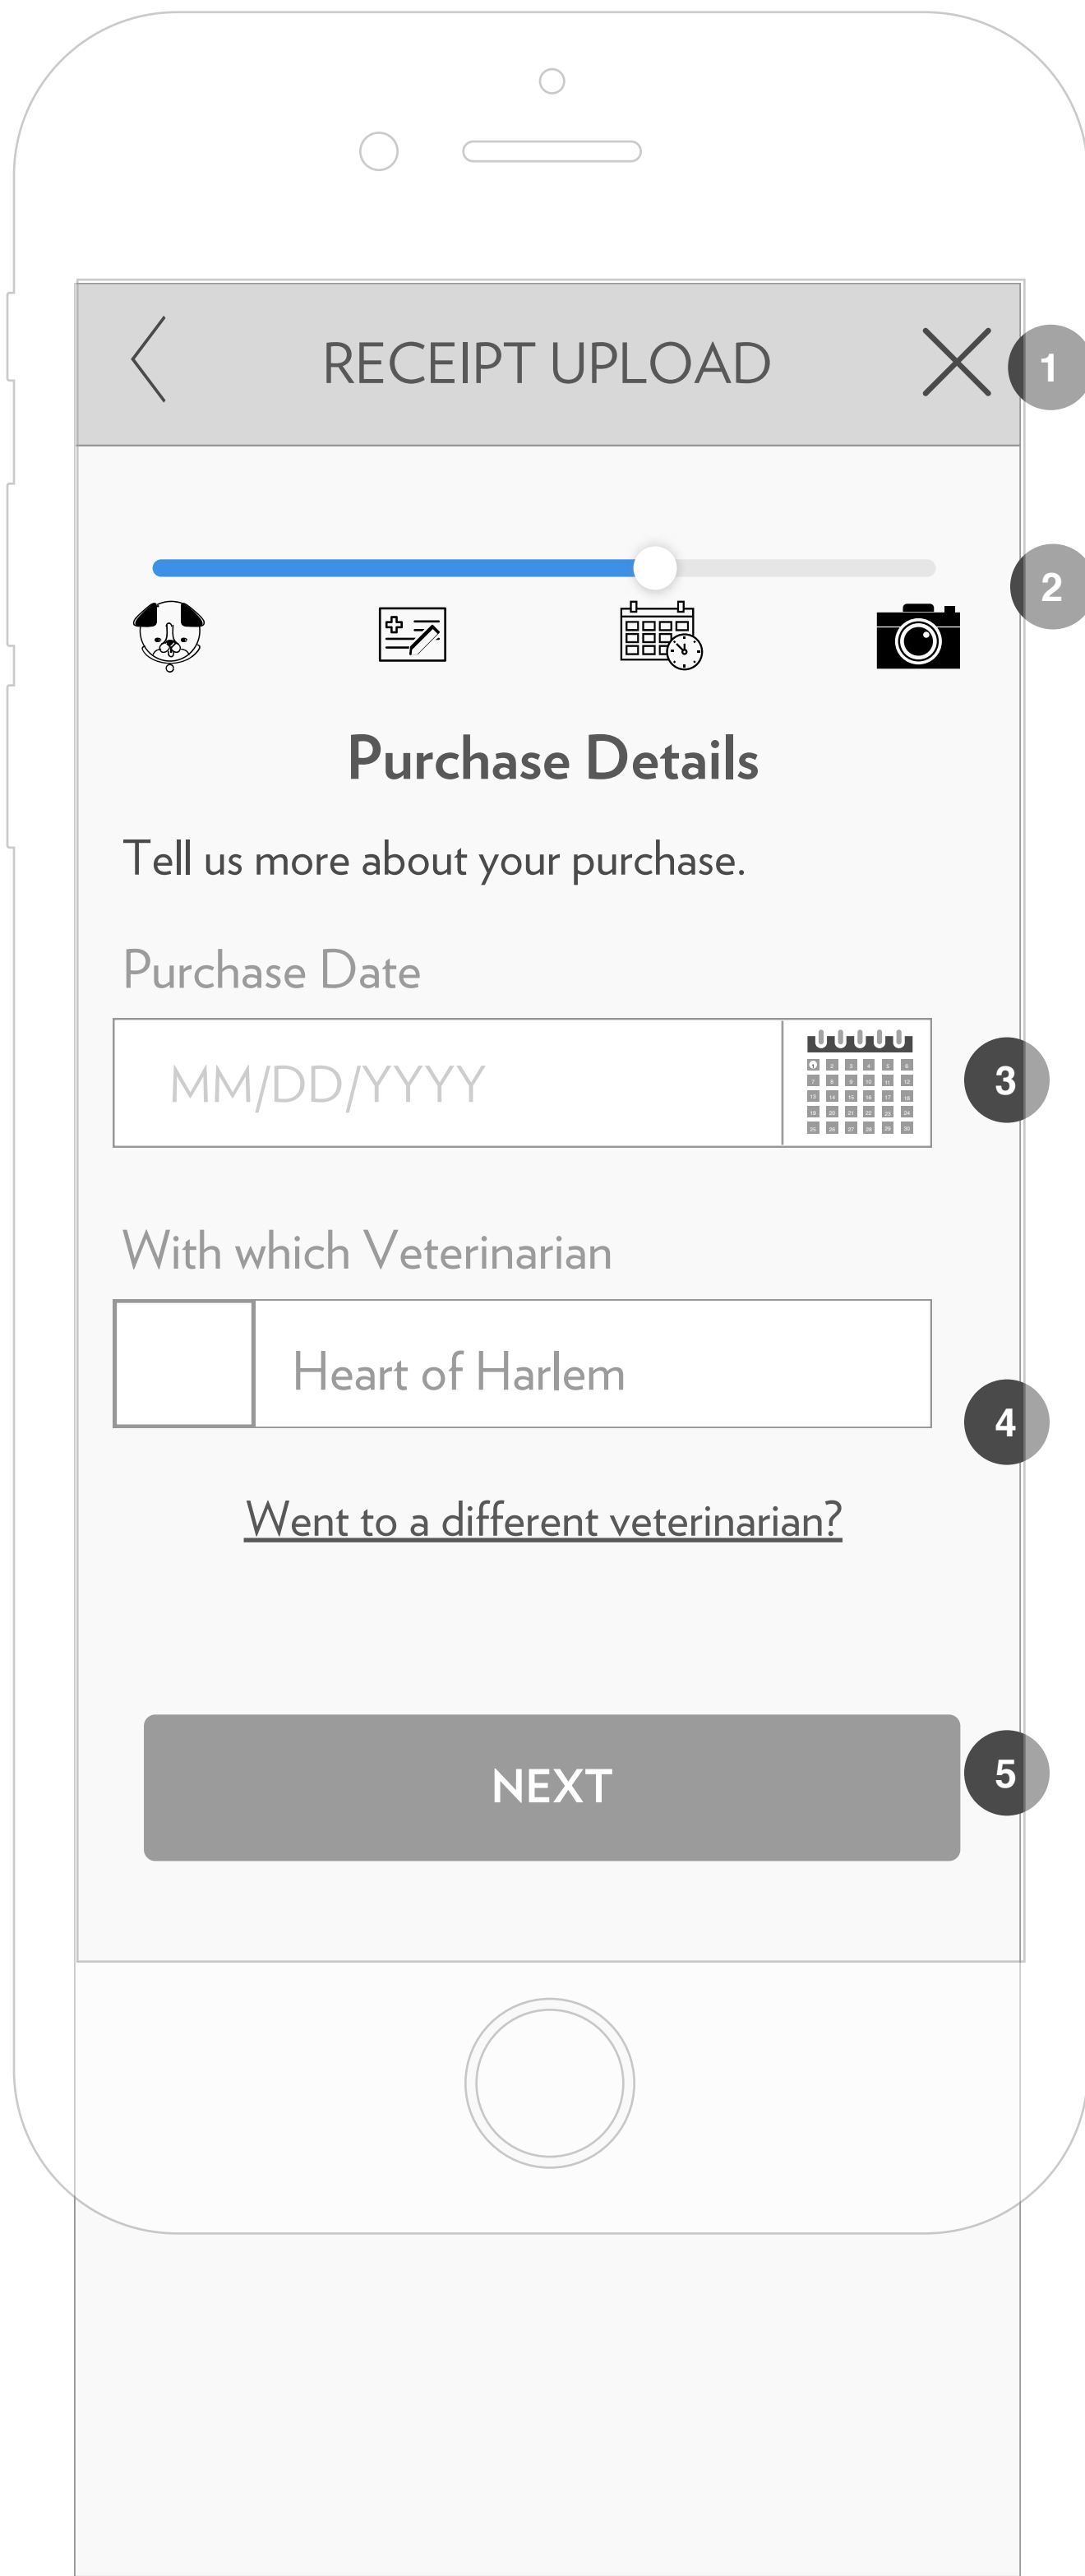 RECEIPT UPLOAD
1
2
Purchase Details
Tell us more about your purchase.
Purchase Date
MM/DD/YYYY
3
With which Veterinarian
Heart of Harlem
4
Went to a different veterinarian?
NEXT
5